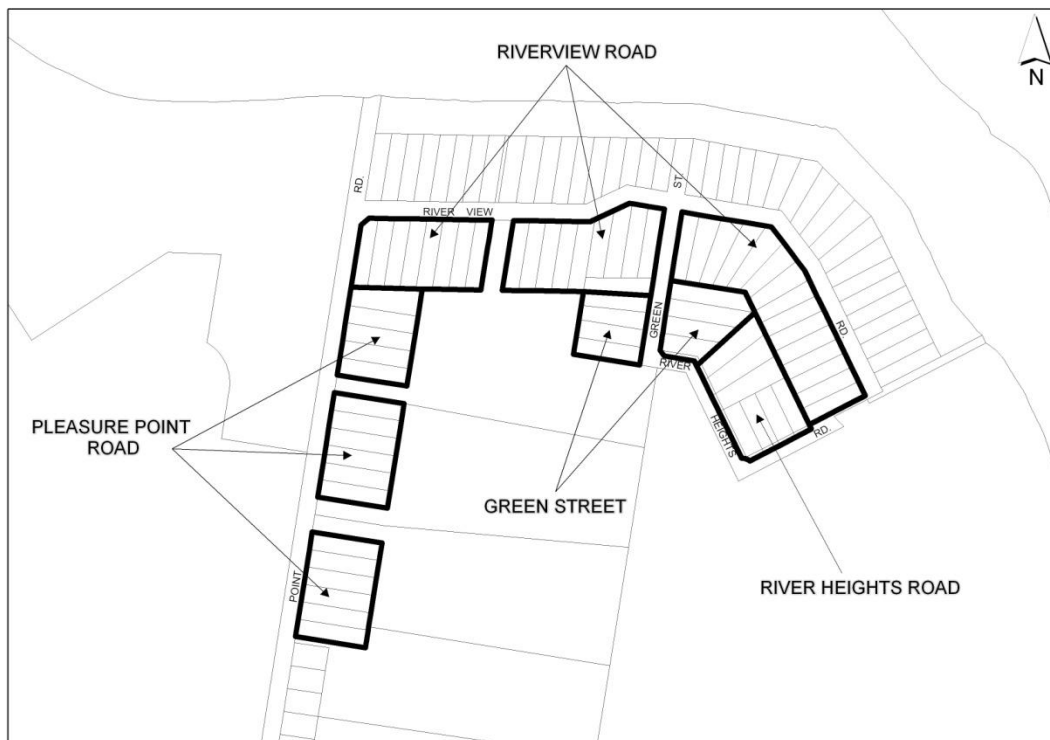 RIVERVIEW ROAD
N
RD.
ST.
RIVER VIEW
GREEN
RIVER
RD.
PLEASURE POINT
ROAD
HEIGHTS
RD.
GREEN STREET
POINT
RIVER HEIGHTS ROAD